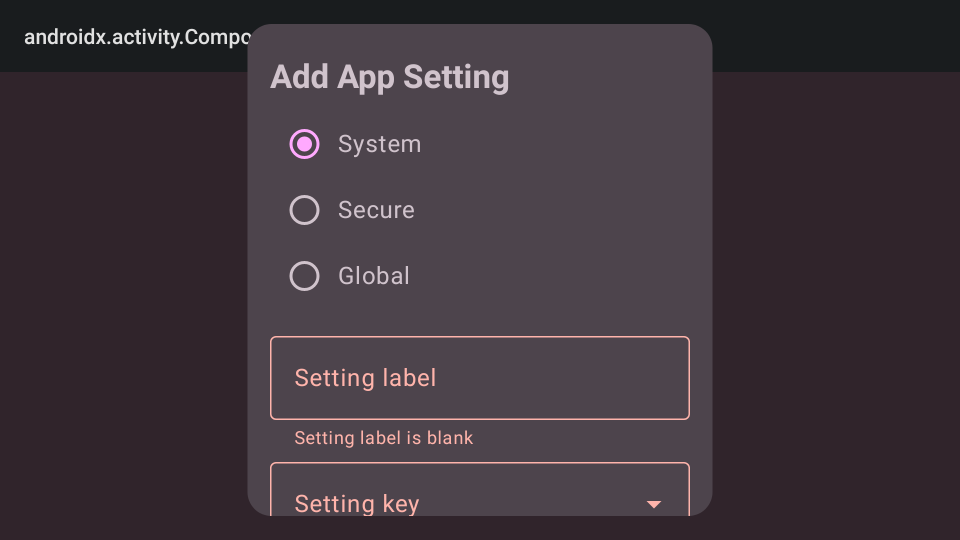 androidx.activity.Compo
Add App Setting
System
Secure
Global
Setting label
Setting label is blank
Setting key